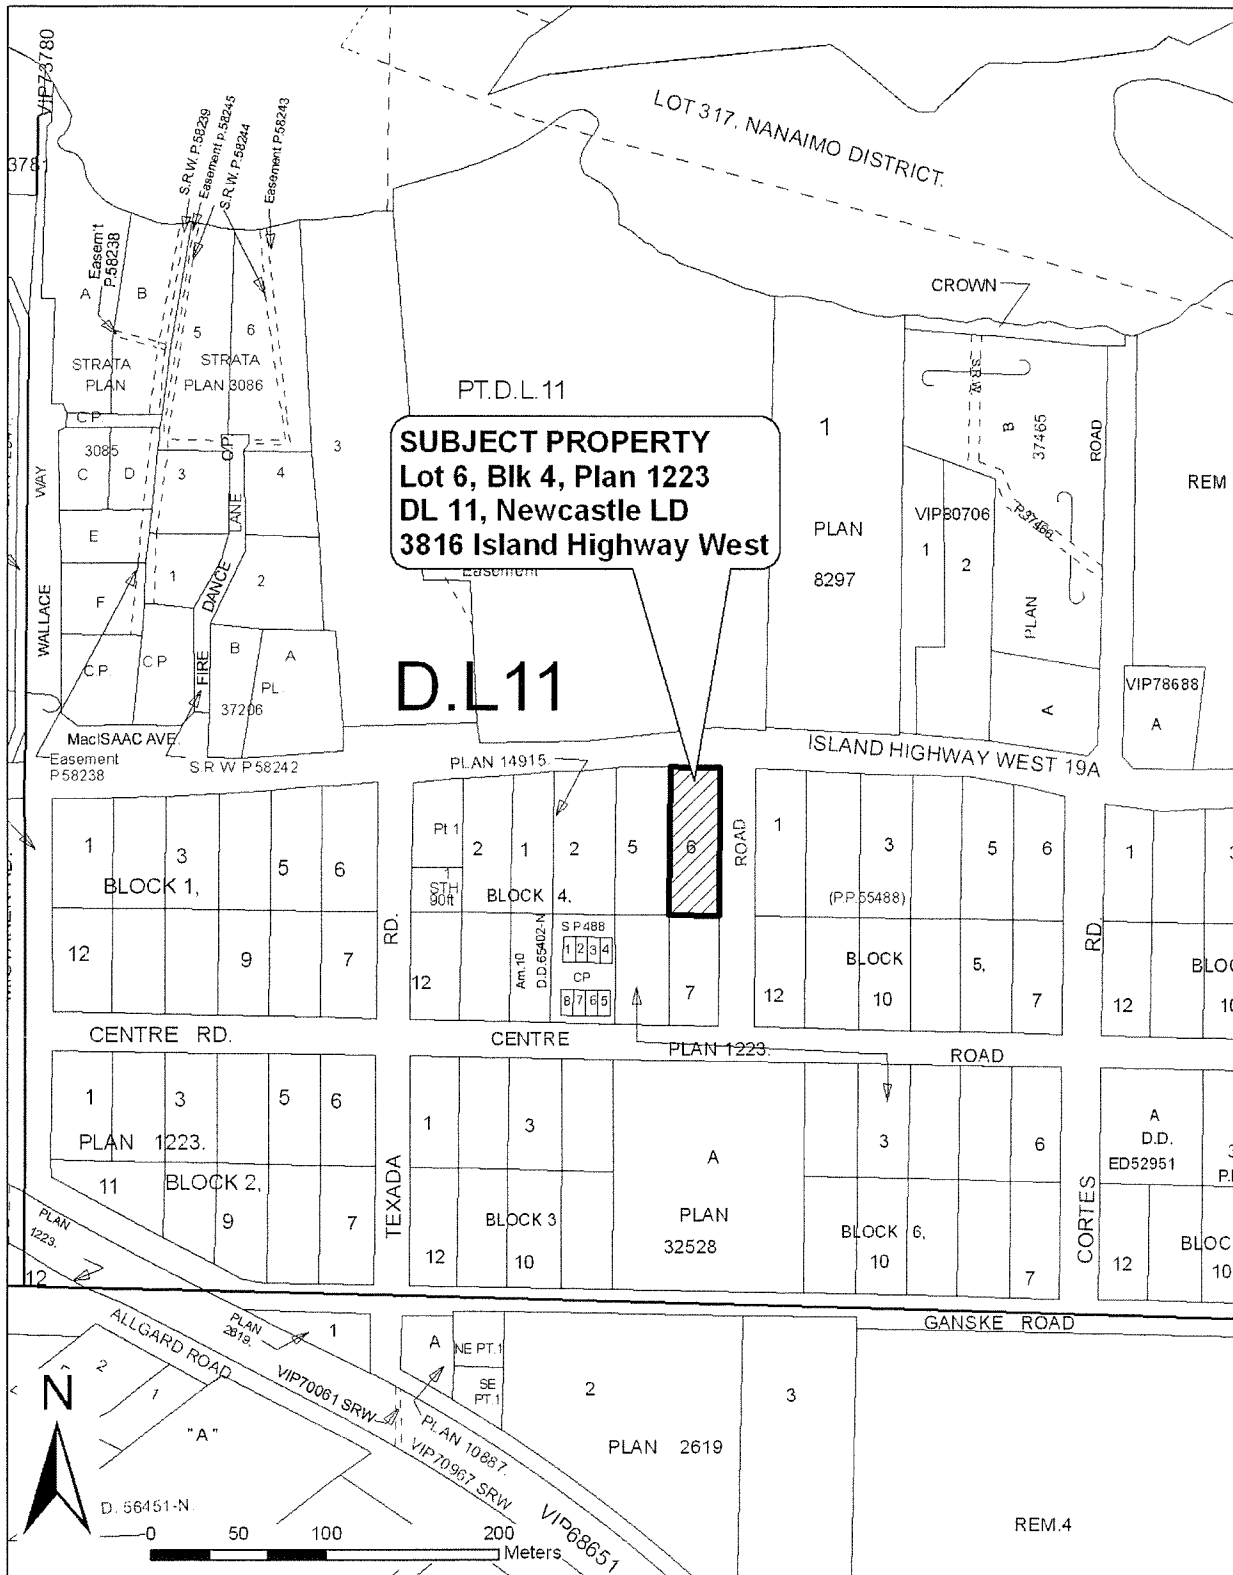 VIP73780
3781
S.R.W. P.58239
Easement p.58245
S.R.W. P.58244
Easement P.58243
LOT 317, NANAIMO DISTRICT.
CROWN
Easem't
P.58238
A
B
5
6
STRATA
PLAN
STRATA
PLAN 3086
C.P.
3085
C
D
E
F
C.P.
C P
3
4
C/P
1
2
3
FIRE DANCE LANE
B
A
PL.
37206
WALLACE WAY
MacISAAC AVE.
Easement
P58238
S R W P58242
PT.D.L.11
SUBJECT PROPERTY
Lot 6, Blk 4, Plan 1223
DL 11, Newcastle LD
3816 Island Highway West
Easement
D.L11
1
PLAN
8297
VIP80706
1
2
S.R.W.
B
37465
PLAN
P.37466
A
ROAD
REM
VIP78688
A
ISLAND HIGHWAY WEST 19A
PLAN 14915.
1
3
5
6
BLOCK 1,
12
9
7
RD.
Pt 1
1
STH
90ft
2
1
2
5
6
BLOCK 4,
12
Am.10
D.D.65402-N
S P488
1 2 3 4
CP
8 7 6 5
7
ROAD
1
3
5
6
(P.P.55488)
BLOCK 5,
12
10
7
RD.
1
3
BLOC
12
10
CENTRE RD.
CENTRE
PLAN 1223.
ROAD
1
3
5
6
PLAN 1223.
11
BLOCK 2,
9
7
TEXADA
1
3
BLOCK 3
12
10
A
PLAN
32528
3
6
BLOCK 6,
10
7
CORTES
A
D.D.
ED52951
3
12
BLOC
10
PLAN
1223.
12
GANSKE ROAD
ALLGARD ROAD
PLAN
2619.
1
2
1
"A"
VIP70061 SRW
A
NE PT.1
SE
PT.1
PLAN 10887.
VIP70967 SRW
VIP68651
2
3
PLAN 2619
REM.4
N
D. 56451-N.
0 50 100 200
Meters